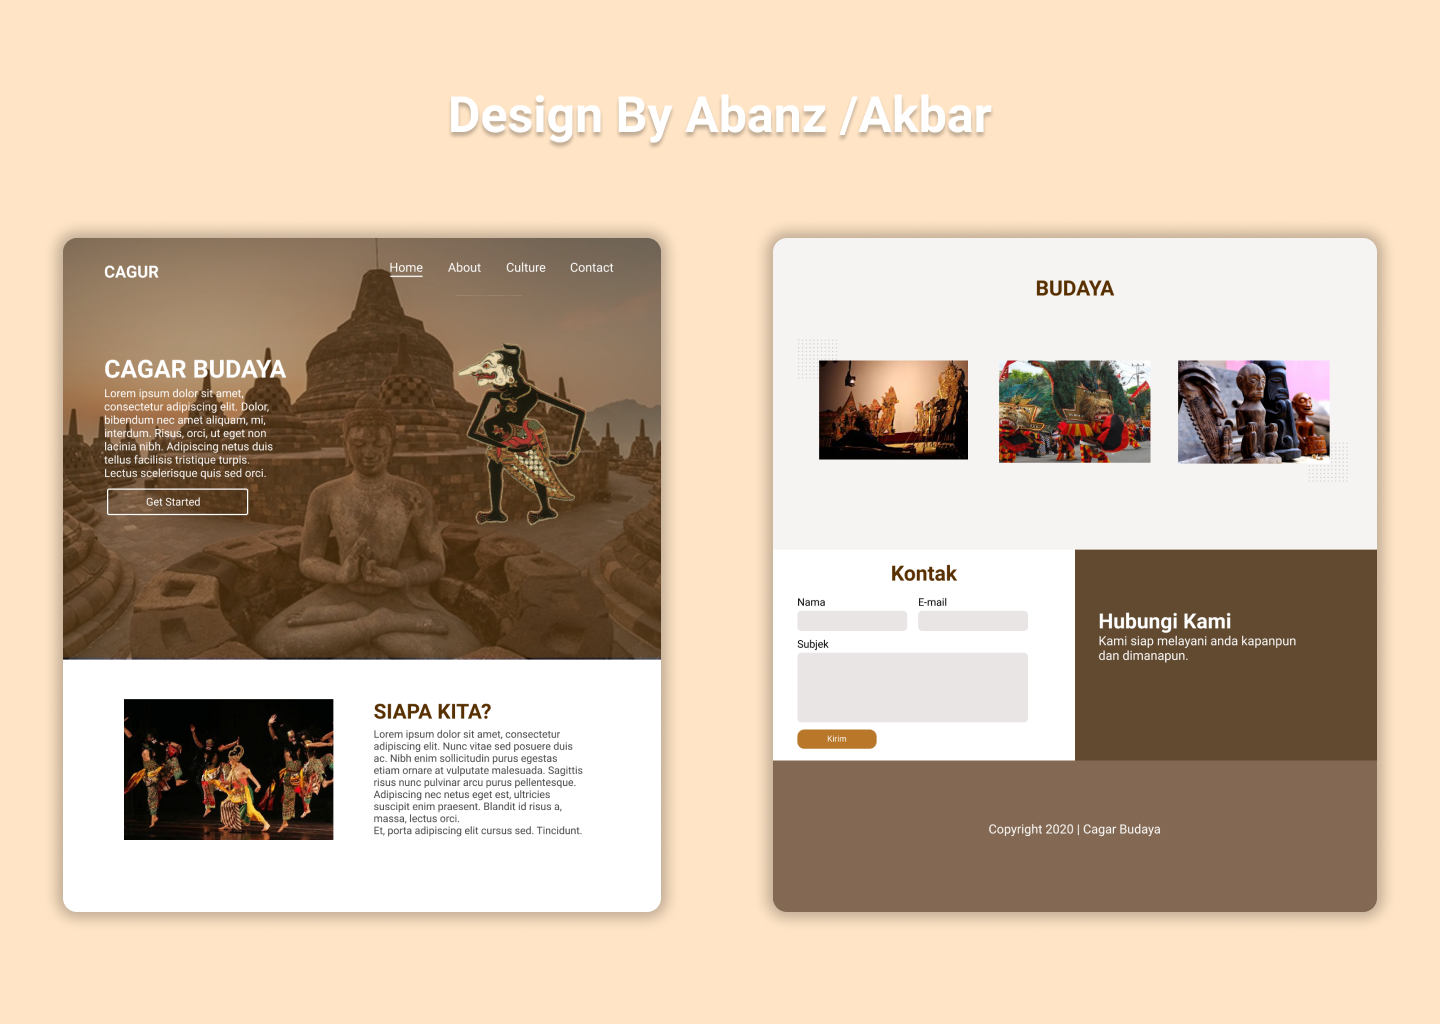 Design By Abanz /Akbar
CAGUR
Home About Culture Contact
CAGAR BUDAYA
Lorem ipsum dolor sit amet,
consectetur adipiscing elit. Dolor,
bibendum nec amet aliquam, mi,
interdum. Risus, orci, ut eget non
lacinia nibh. Adipiscing netus duis
tellus facilisis tristique turpis.
Lectus scelerisque quis sed orci.
Get Started
SIAPA KITA?
Lorem ipsum dolor sit amet, consectetur
adipiscing elit. Nunc vitae sed posuere duis
ac. Nibh enim sollicitudin purus egestas
etiam ornare at vulputate malesuada. Sagittis
risus nunc pulvinar arcu purus pellentesque.
Adipiscing nec netus eget est, ultricies
suscipit enim praesent. Blandit id risus a,
massa, lectus orci.
Et, porta adipiscing elit cursus sed. Tincidunt.
BUDAYA
Kontak
Nama E-mail
Subjek
Kirim
Hubungi Kami
Kami siap melayani anda kapanpun
dan dimanapun.
Copyright 2020 | Cagar Budaya